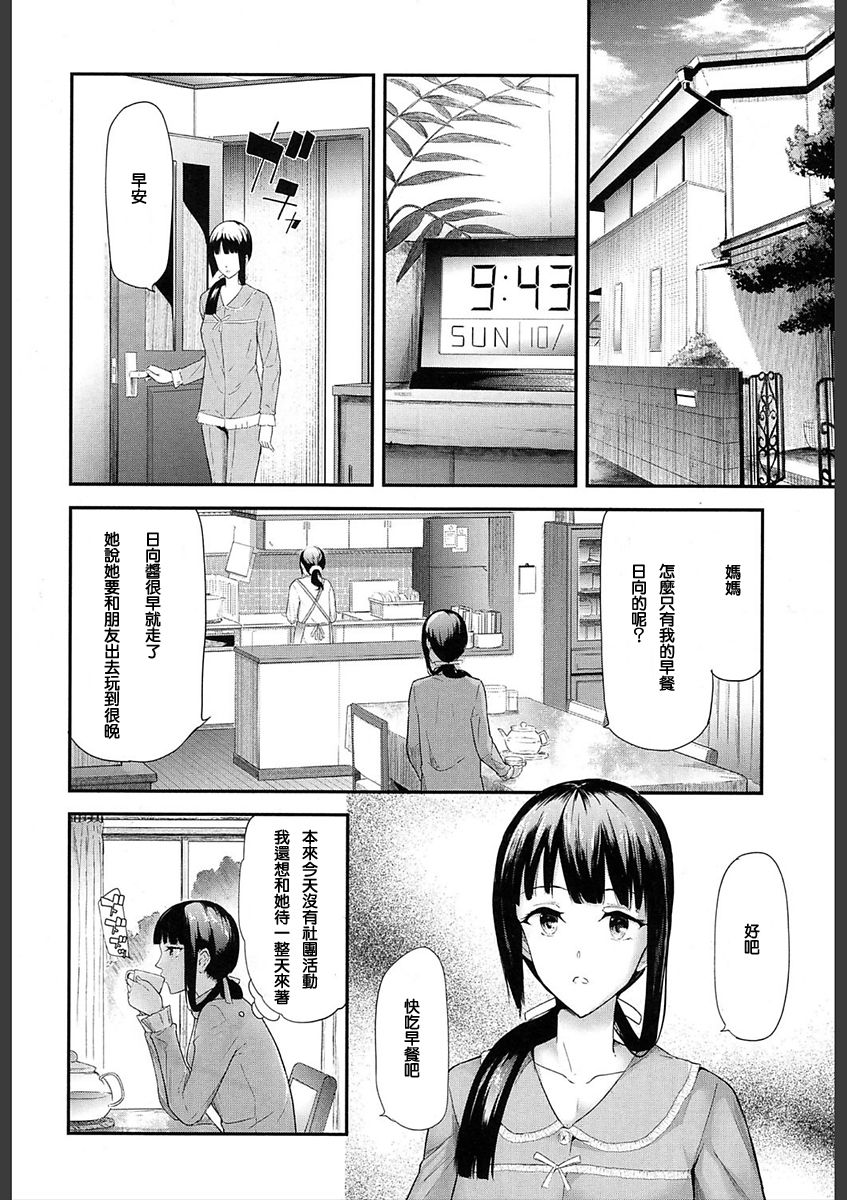 9:43
SUN 10/
ガチャ
早安
媽媽
怎麼只有我的早餐
日向的呢？
日向醬很早就走了
她說她要和朋友出去玩到很晚
好吧
快吃早餐吧
本來今天沒有社團活動
我還想和她待一整天來著